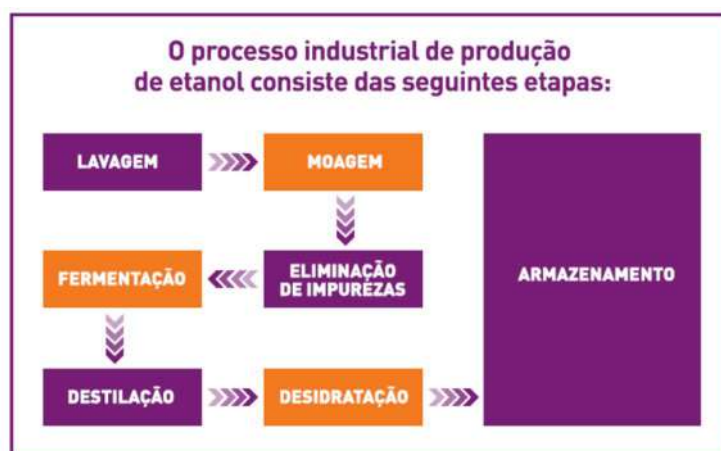 O processo industrial de produção
de etanol consiste das seguintes etapas:
LAVAGEM
MOAGEM
ELIMINAÇÃO
DE IMPUREZAS
FERMENTAÇÃO
DESTILAÇÃO
DESIDRATAÇÃO
ARMAZENAMENTO